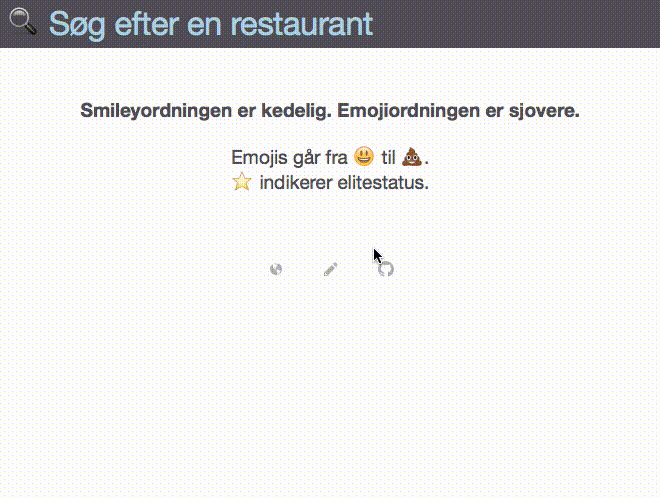 🔍 Søg efter en restaurant
Smileyordningen er kedelig. Emojiordningen er sjovere.
Emojis går fra 😃 til 💩.
⭐ indikerer elitestatus.